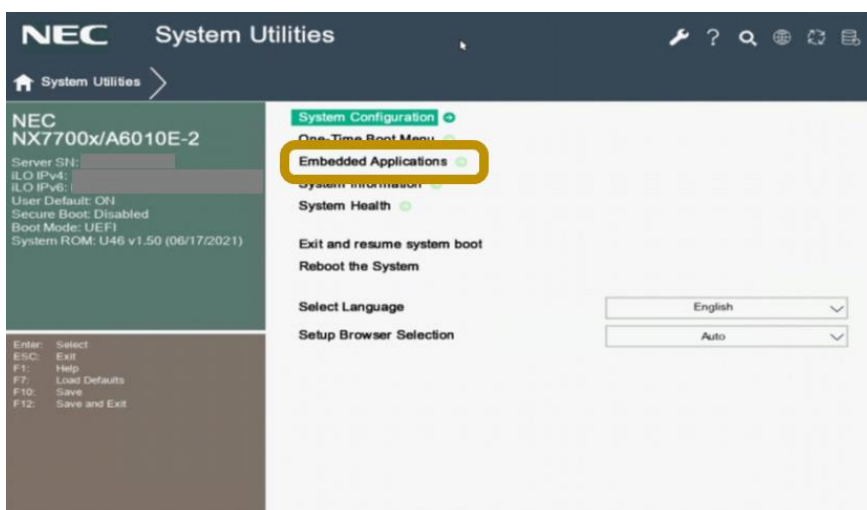 NEC System Utilities
System Utilities
NEC
NX7700x/A6010E-2
Server SN:
iLO IPv4:
iLO IPv6:
User Default: ON
Secure Boot: Disabled
Boot Mode: UEFI
System ROM: U46 v1.50 (06/17/2021)
Enter: Select
ESC: Exit
F1: Help
F7: Load Defaults
F10: Save
F12: Save and Exit
System Configuration
One-Time Boot Menu
Embedded Applications
System Information
System Health
Exit and resume system boot
Reboot the System
Select Language English
Setup Browser Selection Auto